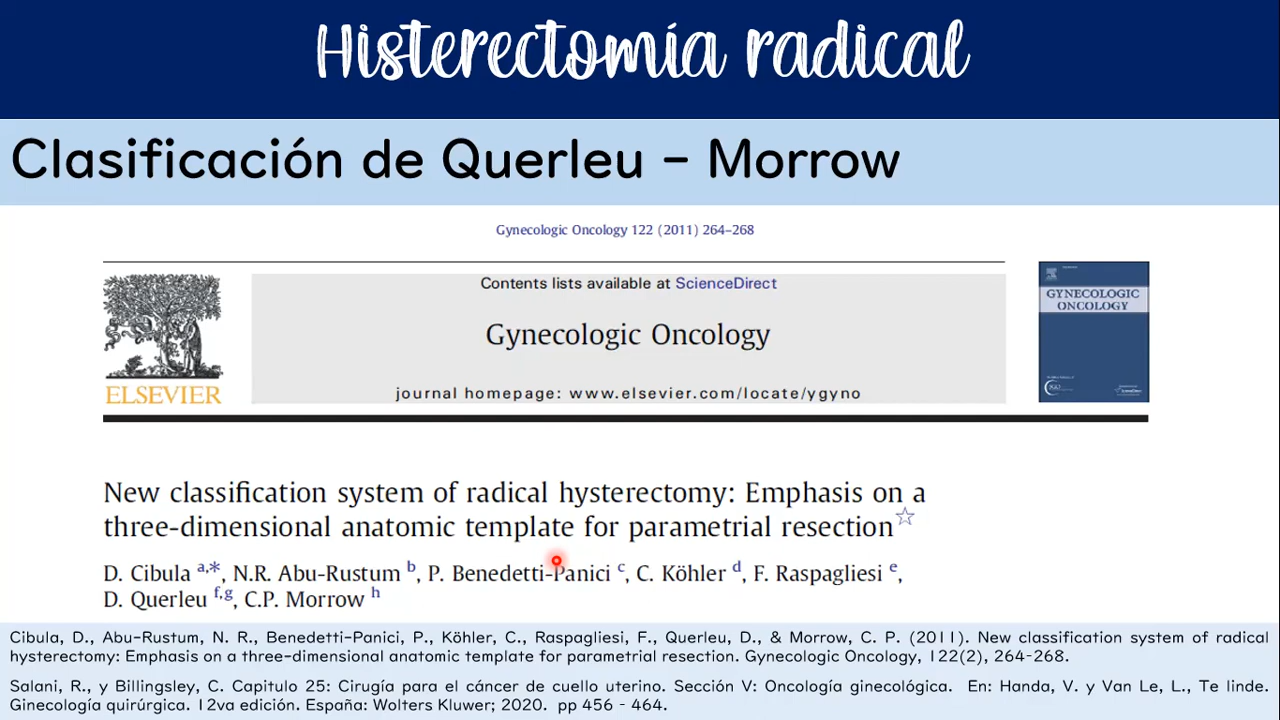 Histerectomía radical
Clasificación de Querleu – Morrow
Gynecologic Oncology 122 (2011) 264–268
Contents lists available at ScienceDirect
Gynecologic Oncology
journal homepage: www.elsevier.com/locate/ygyno
ELSEVIER
GYNECOLOGIC
ONCOLOGY
New classification system of radical hysterectomy: Emphasis on a
three-dimensional anatomic template for parametrial resection☆
D. Cibula a,*, N.R. Abu-Rustum b, P. Benedetti-Panici c, C. Köhler d, F. Raspagliesi e,
D. Querleu f,g, C.P. Morrow h
Cibula, D., Abu-Rustum, N. R., Benedetti-Panici, P., Köhler, C., Raspagliesi, F., Querleu, D., & Morrow, C. P. (2011). New classification system of radical
hysterectomy: Emphasis on a three-dimensional anatomic template for parametrial resection. Gynecologic Oncology, 122(2), 264-268.
Salani, R., y Billingsley, C. Capitulo 25: Cirugía para el cáncer de cuello uterino. Sección V: Oncología ginecológica. En: Handa, V. y Van Le, L., Te linde.
Ginecología quirúrgica. 12va edición. España: Wolters Kluwer; 2020. pp 456 - 464.